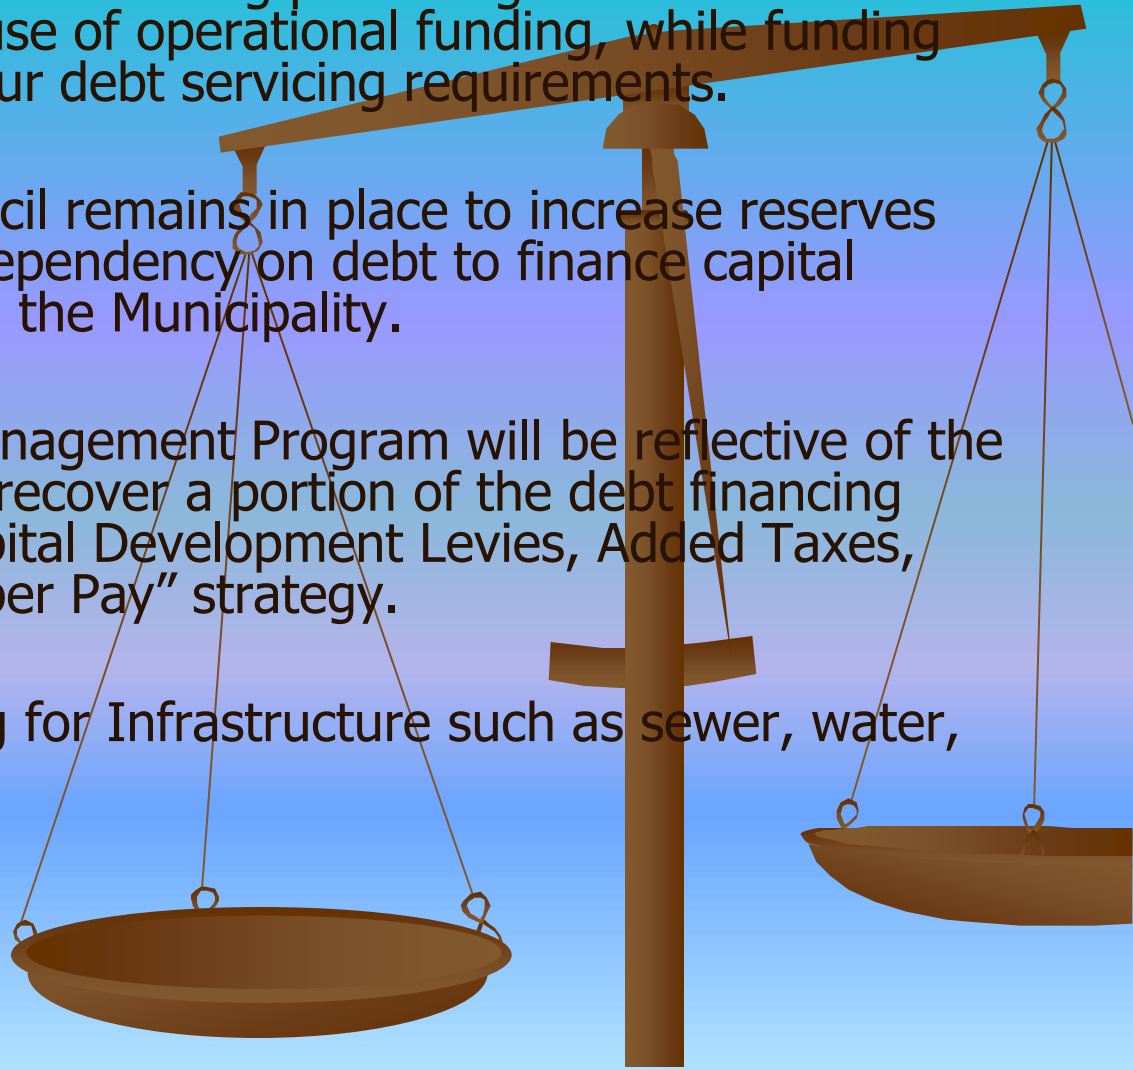 use of operational funding, while funding
ur debt servicing requirements.
cil remains in place to increase reserves
ependency on debt to finance capital
the Municipality.
nagement Program will be reflective of the
recover a portion of the debt financing
pital Development Levies, Added Taxes,
per Pay” strategy.
g for Infrastructure such as sewer, water,